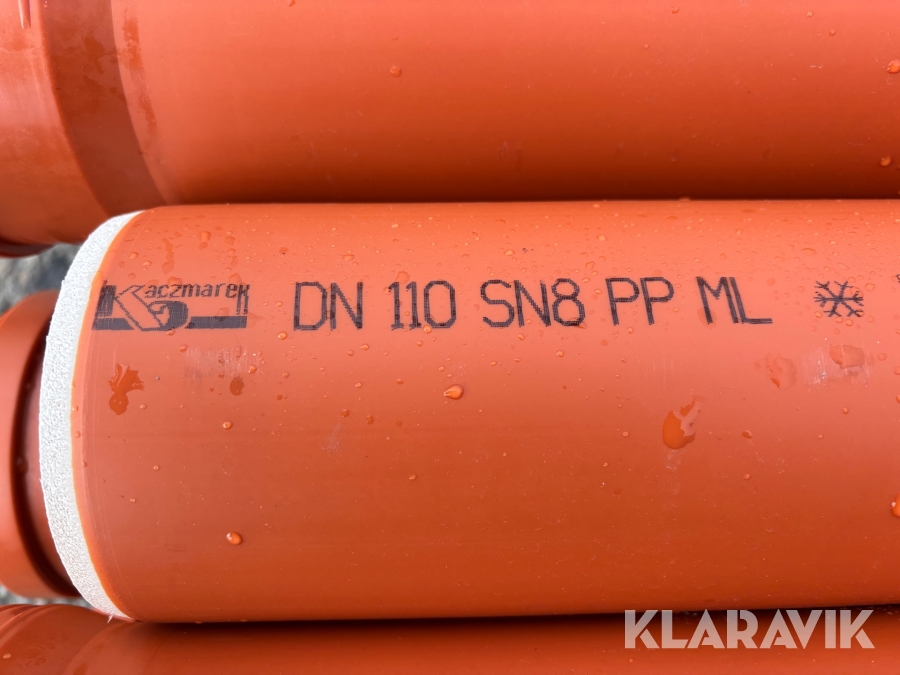 Kaczmarek DN 110 SN8 PP ML
KLARAVIK